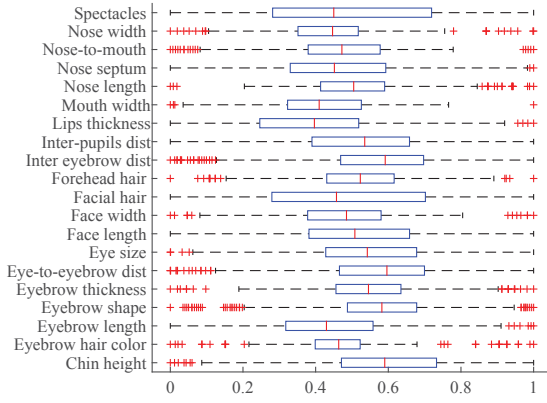 Spectacles
Nose width
Nose-to-mouth
Nose septum
Nose length
Mouth width
Lips thickness
Inter-pupils dist
Inter eyebrow dist
Forehead hair
Facial hair
Face width
Face length
Eye size
Eye-to-eyebrow dist
Eyebrow thickness
Eyebrow shape
Eyebrow length
Eyebrow hair color
Chin height
0 0.2 0.4 0.6 0.8 1